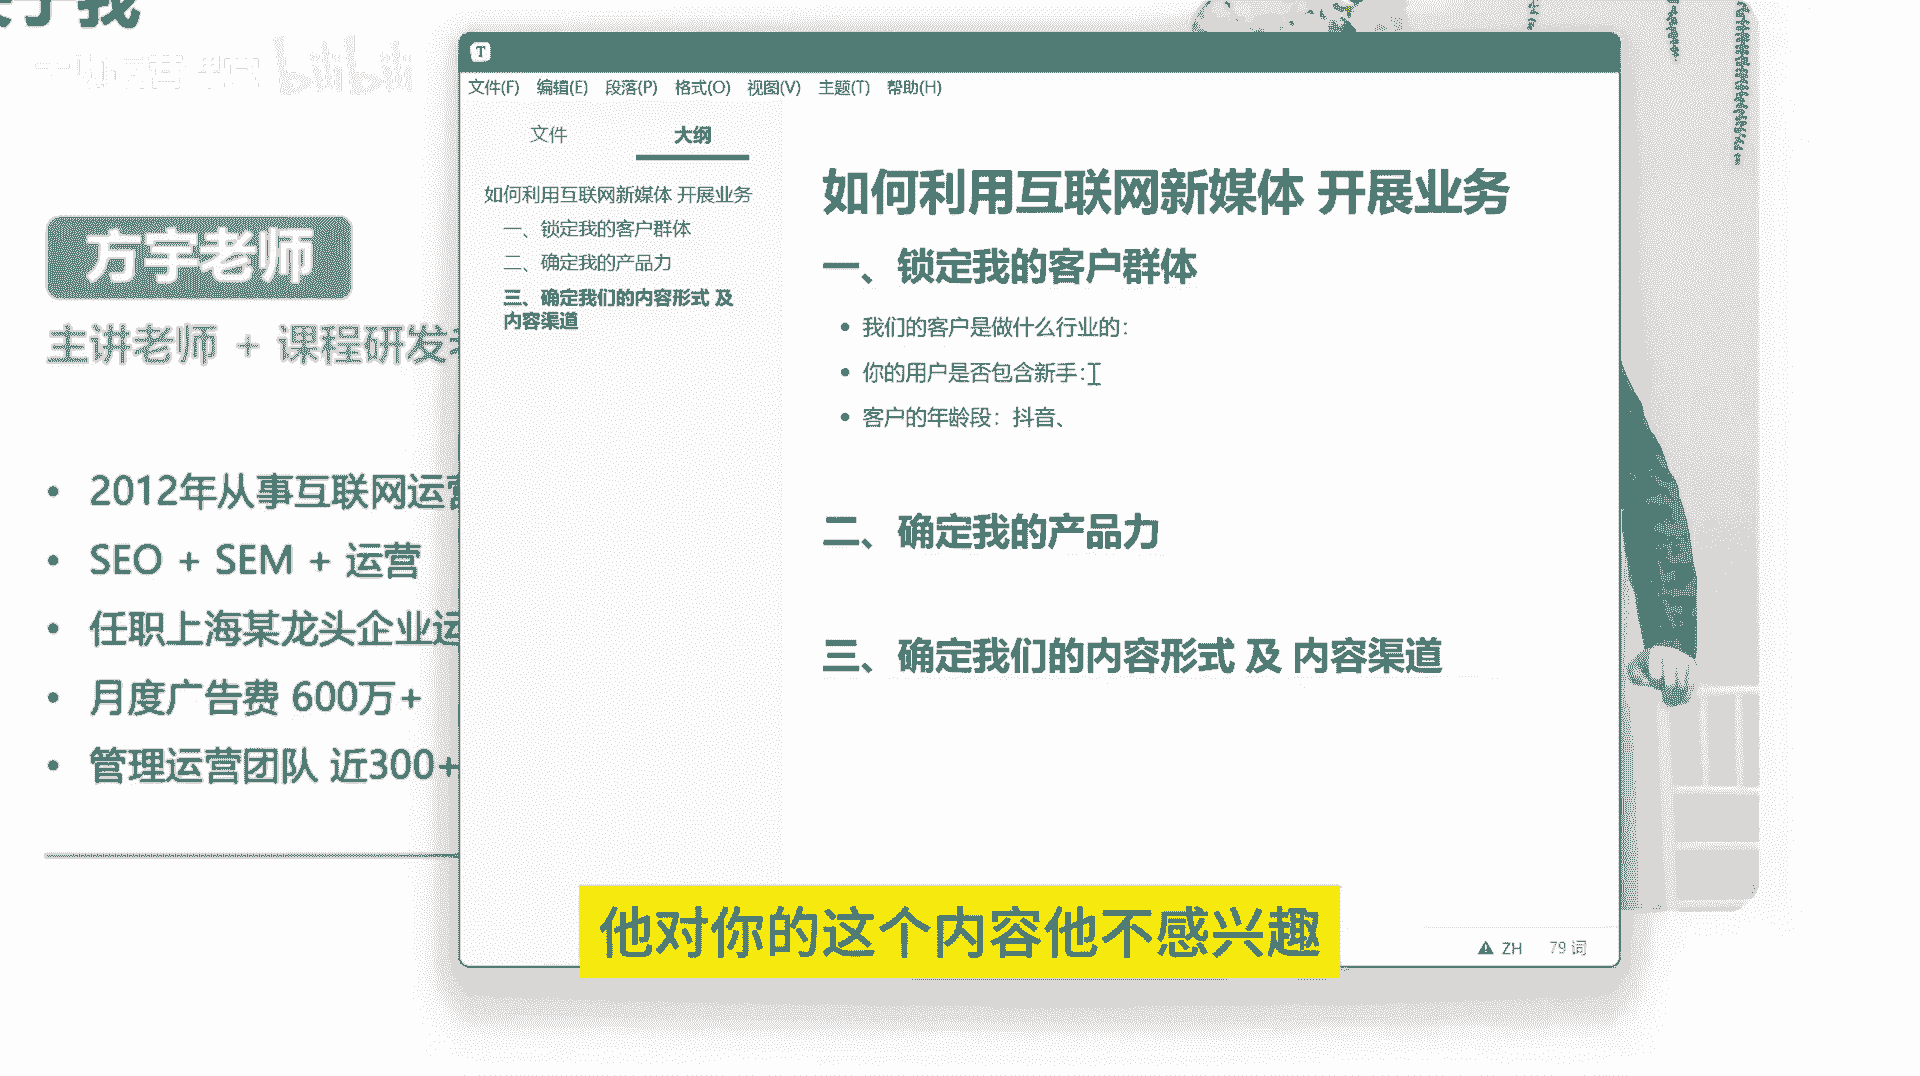 方宇老师
主讲老师 + 课程研发
• 2012年从事互联网运营
• SEO + SEM + 运营
• 任职上海某龙头企业运
• 月度广告费 600万+
• 管理运营团队 近300+
T
文件(F) 编辑(E) 段落(P) 格式(O) 视图(V) 主题(T) 帮助(H)
文件 大纲
如何利用互联网新媒体 开展业务
一、锁定我的客户群体
二、确定我的产品力
三、确定我们的内容形式 及
内容渠道
如何利用互联网新媒体 开展业务
一、锁定我的客户群体
• 我们的客户是做什么行业的：
• 你的用户是否包含新手：
• 客户的年龄段：抖音、
二、确定我的产品力
三、确定我们的内容形式 及 内容渠道
ZH 79 词
他对你的这个内容他不感兴趣